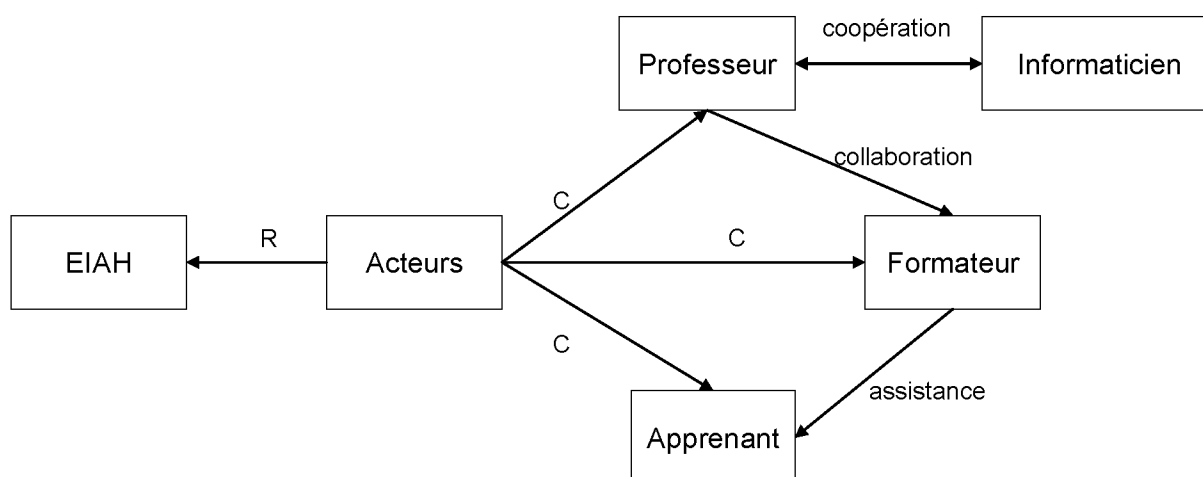 coopération
Professeur
Informaticien
collaboration
C
R
C
EIAH
Acteurs
Formateur
C
assistance
Apprenant